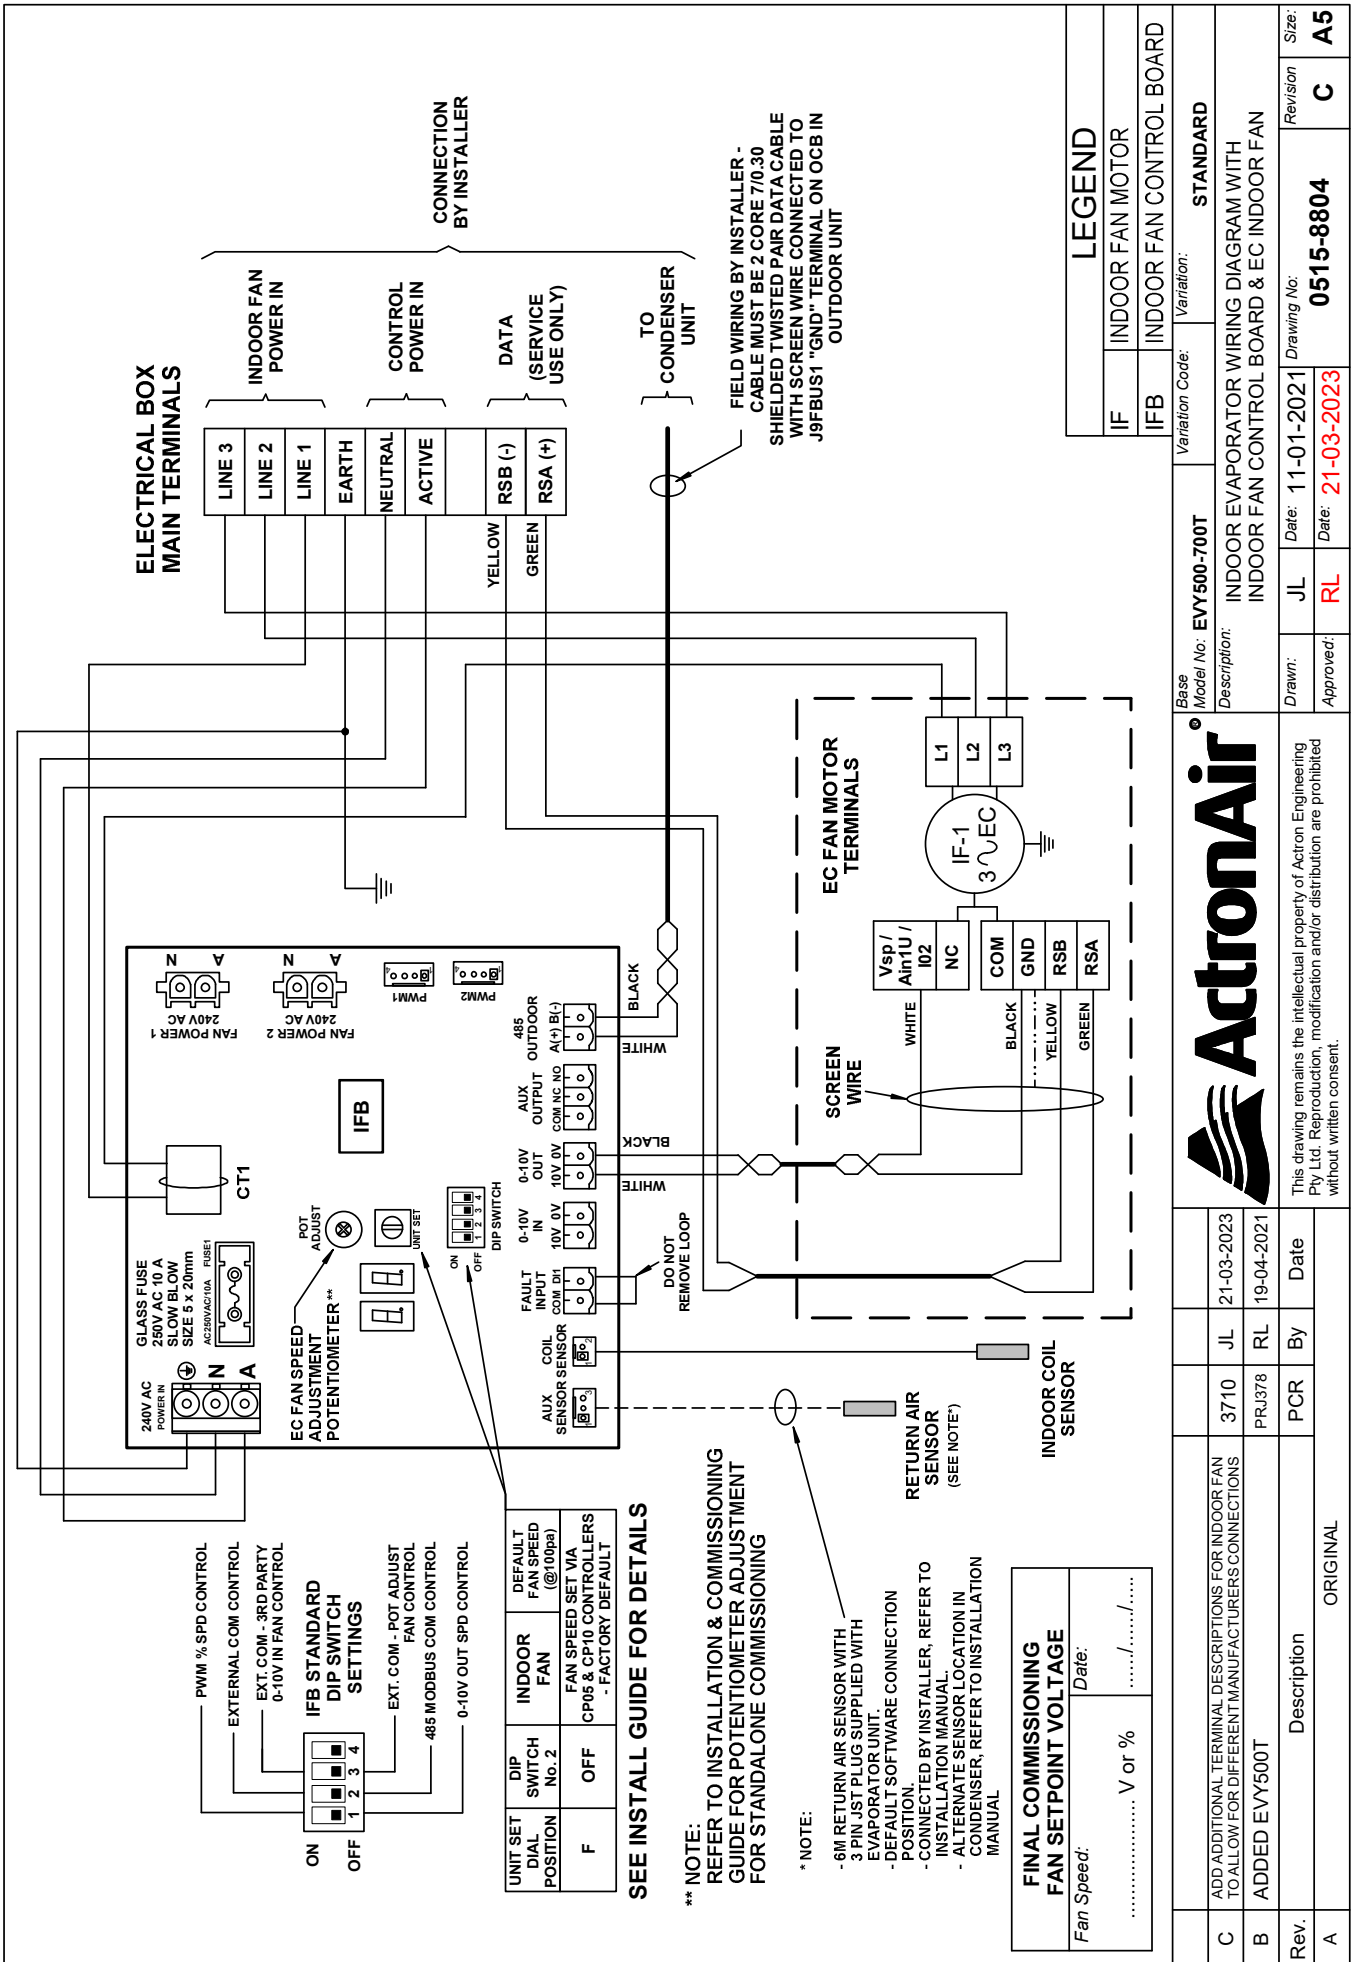 ELECTRICAL BOX
MAIN TERMINALS
LINE 3
LINE 2
LINE 1
EARTH
NEUTRAL
ACTIVE
RSB (-)
RSA (+)
YELLOW
GREEN
INDOOR FAN
POWER IN
CONTROL
POWER IN
DATA
(SERVICE
USE ONLY)
TO
CONDENSER
UNIT
CONNECTION
BY INSTALLER
FIELD WIRING BY INSTALLER -
CABLE MUST BE 2 CORE 7/0.30
SHIELDED TWISTED PAIR DATA CABLE
WITH SCREEN WIRE CONNECTED TO
J9FBUS1 "GND" TERMINAL ON OCB IN
OUTDOOR UNIT
240V AC
POWER IN
N
A
GLASS FUSE
250V AC 10 A
SLOW BLOW
SIZE 5 x 20mm
AC250VAC/10A FUSE1
CT1
FAN POWER 1
240V AC
N
A
FAN POWER 2
240V AC
N
A
PWM1
4
1
PWM2
4
1
IFB
POT
ADJUST
UNIT SET
EC FAN SPEED
ADJUSTMENT
POTENTIOMETER**
ON
OFF
1 2 3 4
DIP SWITCH
AUX
SENSOR
1 3
COIL
SENSOR
1 2
FAULT
INPUT
COM DI1
0-10V
IN
10V 0V
0-10V
OUT
10V 0V
AUX
OUTPUT
COM NC NO
485
OUTDOOR
A(+) B(-)
WHITE
BLACK
WHITE
BLACK
DO NOT
REMOVE LOOP
PWM % SPD CONTROL
EXTERNAL COM CONTROL
EXT. COM - 3RD PARTY
0-10V IN FAN CONTROL
IFB STANDARD
DIP SWITCH
SETTINGS
ON
OFF
1 2 3 4
EXT. COM - POT ADJUST
FAN CONTROL
485 MODBUS COM CONTROL
0-10V OUT SPD CONTROL
UNIT SET
DIAL
POSITION
DIP
SWITCH
No. 2
INDOOR
FAN
DEFAULT
FAN SPEED
(@100pa)
F
OFF
FAN SPEED SET VIA
CP05 & CP10 CONTROLLERS
- FACTORY DEFAULT
SEE INSTALL GUIDE FOR DETAILS
** NOTE:
REFER TO INSTALLATION & COMMISSIONING
GUIDE FOR POTENTIOMETER ADJUSTMENT
FOR STANDALONE COMMISSIONING
* NOTE:
- 6M RETURN AIR SENSOR WITH
3 PIN JST PLUG SUPPLIED WITH
EVAPORATOR UNIT.
- DEFAULT SOFTWARE CONNECTION
POSITION.
- CONNECTED BY INSTALLER, REFER TO
INSTALLATION MANUAL.
- ALTERNATE SENSOR LOCATION IN
CONDENSER, REFER TO INSTALLATION
MANUAL
RETURN AIR
SENSOR
(SEE NOTE*)
INDOOR COIL
SENSOR
EC FAN MOTOR
TERMINALS
SCREEN
WIRE
WHITE
BLACK
YELLOW
GREEN
Vsp /
Ain1U /
I02
NC
COM
GND
RSB
RSA
IF-1
3 EC
L1
L2
L3
FINAL COMMISSIONING
FAN SETPOINT VOLTAGE
Fan Speed:
.................. V or %
Date:
....../....../......
LEGEND
IF INDOOR FAN MOTOR
IFB INDOOR FAN CONTROL BOARD
C ADD ADDITIONAL TERMINAL DESCRIPTIONS FOR INDOOR FAN
TO ALLOW FOR DIFFERENT MANUFACTURERS CONNECTIONS 3710 JL 21-03-2023
B ADDED EVY500T PRJ378 RL 19-04-2021
Rev. Description PCR By Date
A ORIGINAL
ActronAir®
This drawing remains the intellectual property of Actron Engineering
Pty Ltd. Reproduction, modification and/or distribution are prohibited
without written consent.
Base
Model No: EVY500-700T
Variation Code:
Variation:
STANDARD
Description:
INDOOR EVAPORATOR WIRING DIAGRAM WITH
INDOOR FAN CONTROL BOARD & EC INDOOR FAN
Drawn: JL Date: 11-01-2021
Approved: RL Date: 21-03-2023
Drawing No:
0515-8804
Revision
C
Size:
A5